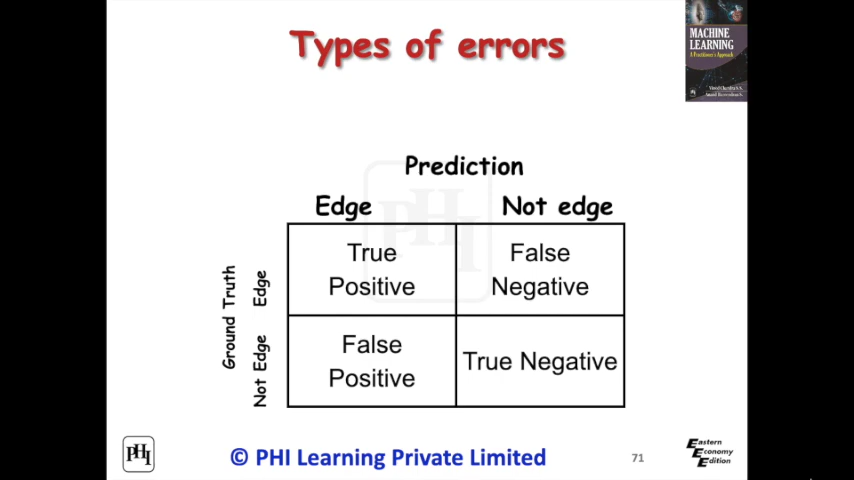 Types of errors
MACHINE
LEARNING
A Practitioner's Approach
Prediction
Edge Not edge
Ground Truth
Edge
True
Positive
False
Negative
Not Edge
False
Positive
True Negative
PHI
PHI
© PHI Learning Private Limited
71
Eastern
Economy
Edition